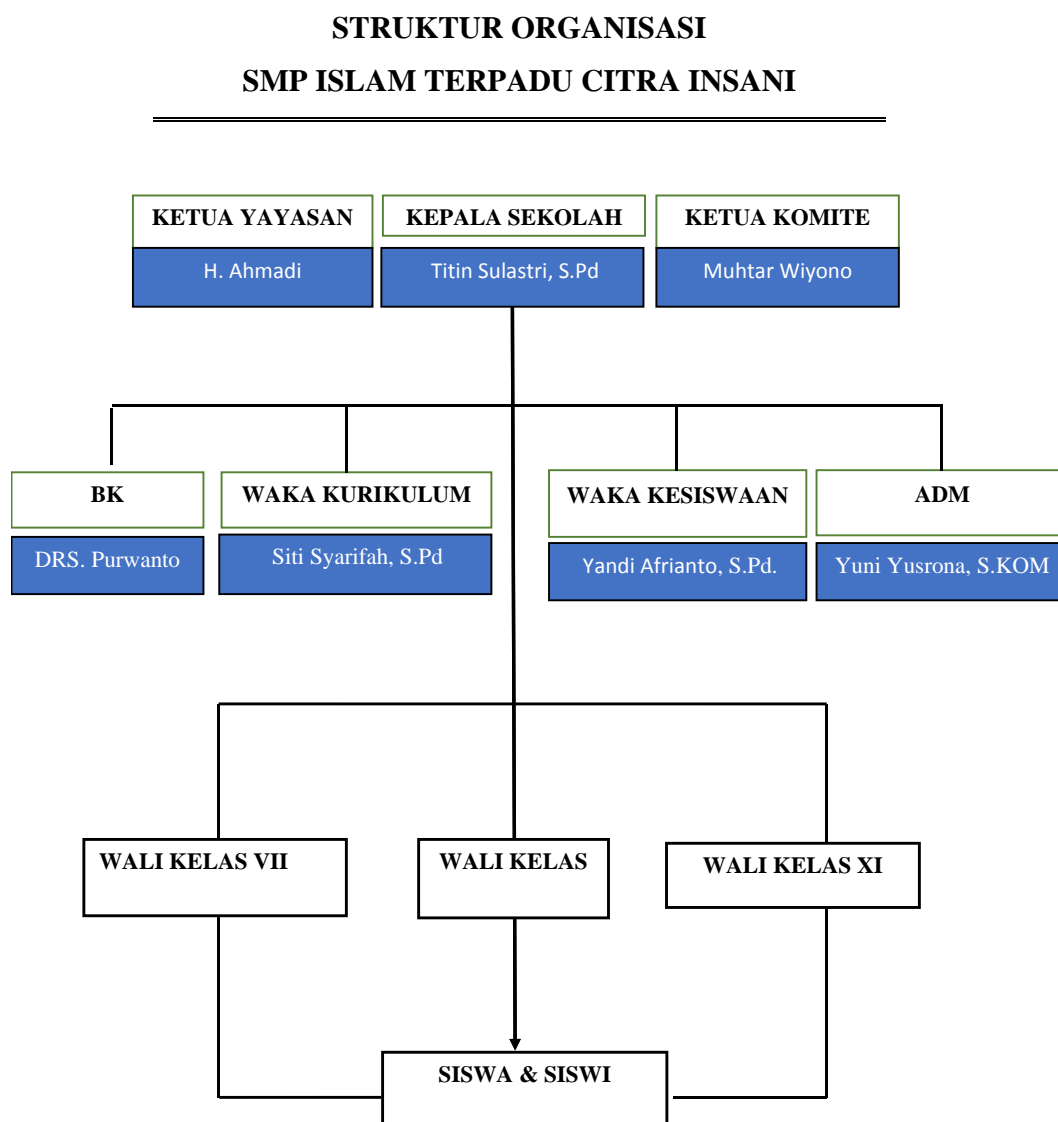 STRUKTUR ORGANISASI
SMP ISLAM TERPADU CITRA INSANI
KETUA YAYASAN
H. Ahmadi
KEPALA SEKOLAH
Titin Sulastri, S.Pd
KETUA KOMITE
Muhtar Wiyono
BK
DRS. Purwanto
WAKA KURIKULUM
Siti Syarifah, S.Pd
WAKA KESISWAAN
Yandi Afrianto, S.Pd.
ADM
Yuni Yusrona, S.KOM
WALI KELAS VII
WALI KELAS
WALI KELAS XI
SISWA & SISWI